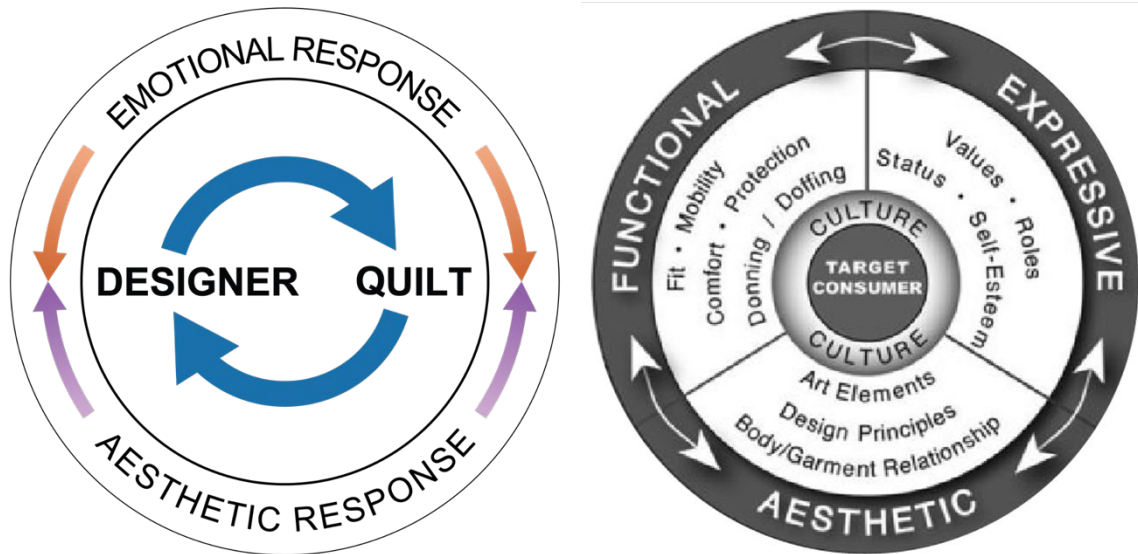 EMOTIONAL RESPONSE
DESIGNER
QUILT
AESTHETIC RESPONSE
FUNCTIONAL
EXPRESSIVE
AESTHETIC
Fit • Mobility
Comfort • Protection
Donning / Doffing
Values • Roles
Status • Self-Esteem
CULTURE
TARGET
CONSUMER
CULTURE
Art Elements
Design Principles
Body/Garment Relationship